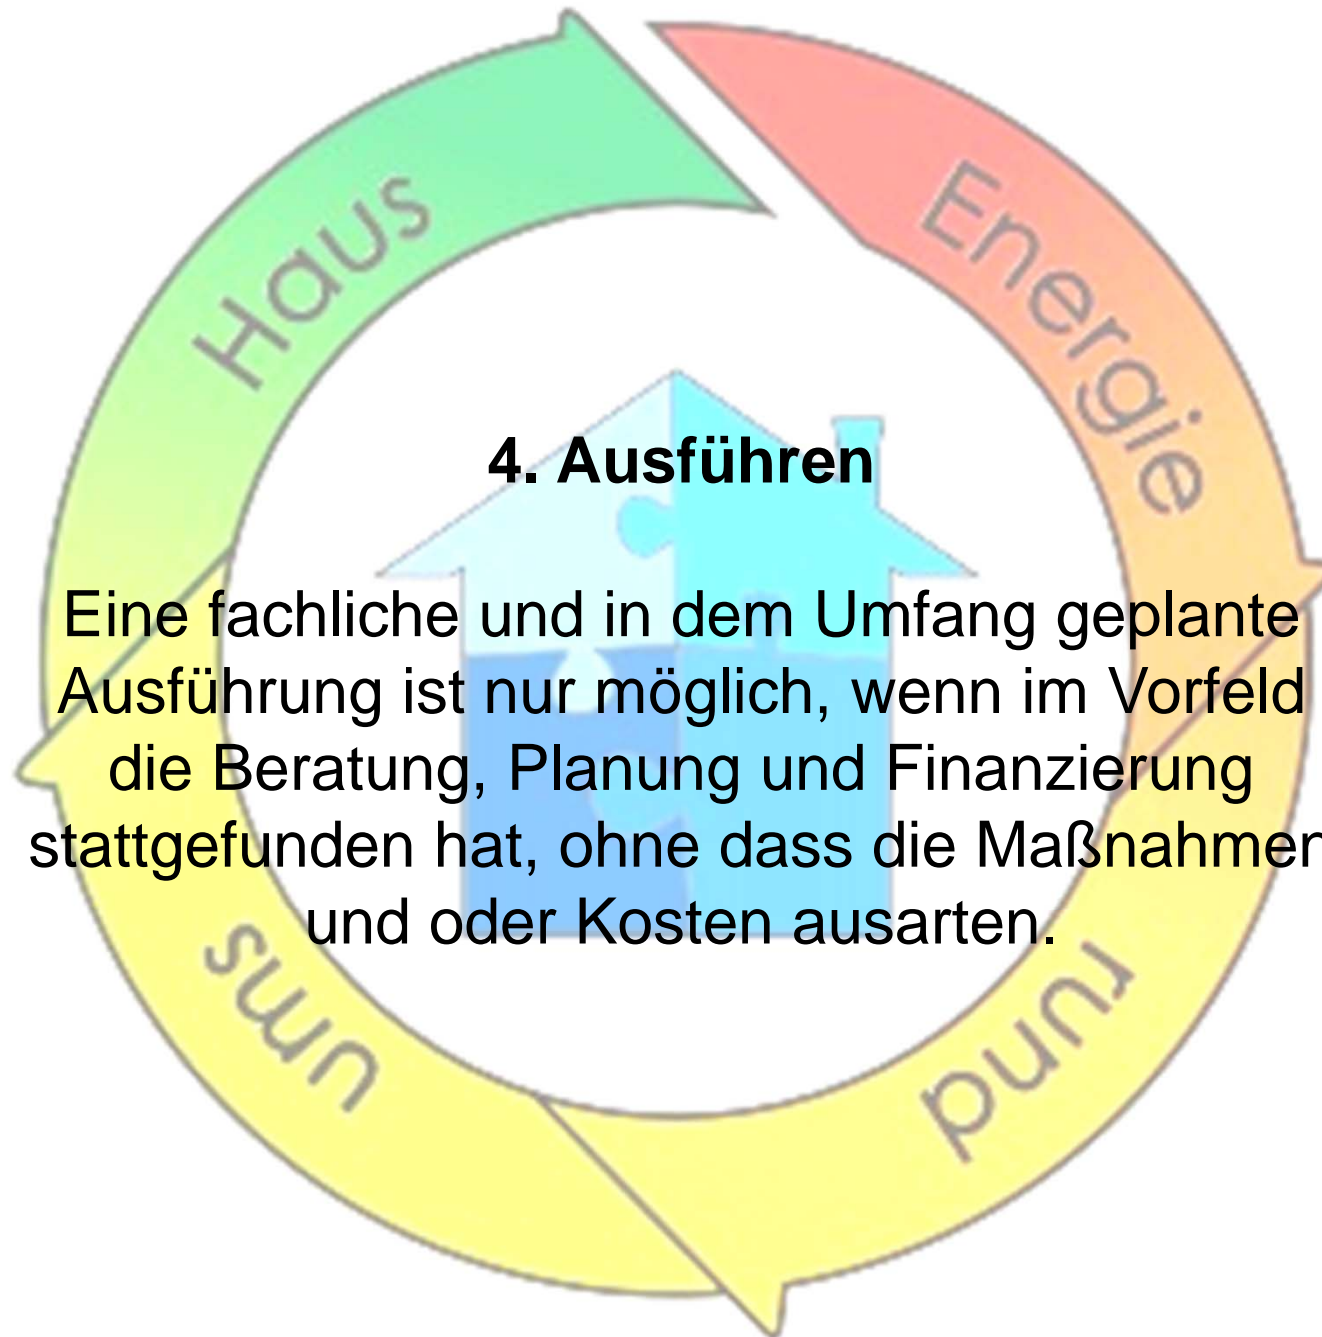 Energie
rund
ums
Haus
4. Ausführen
Eine fachliche und in dem Umfang geplante
Ausführung ist nur möglich, wenn im Vorfeld
die Beratung, Planung und Finanzierung
stattgefunden hat, ohne dass die Maßnahmen
und oder Kosten ausarten.